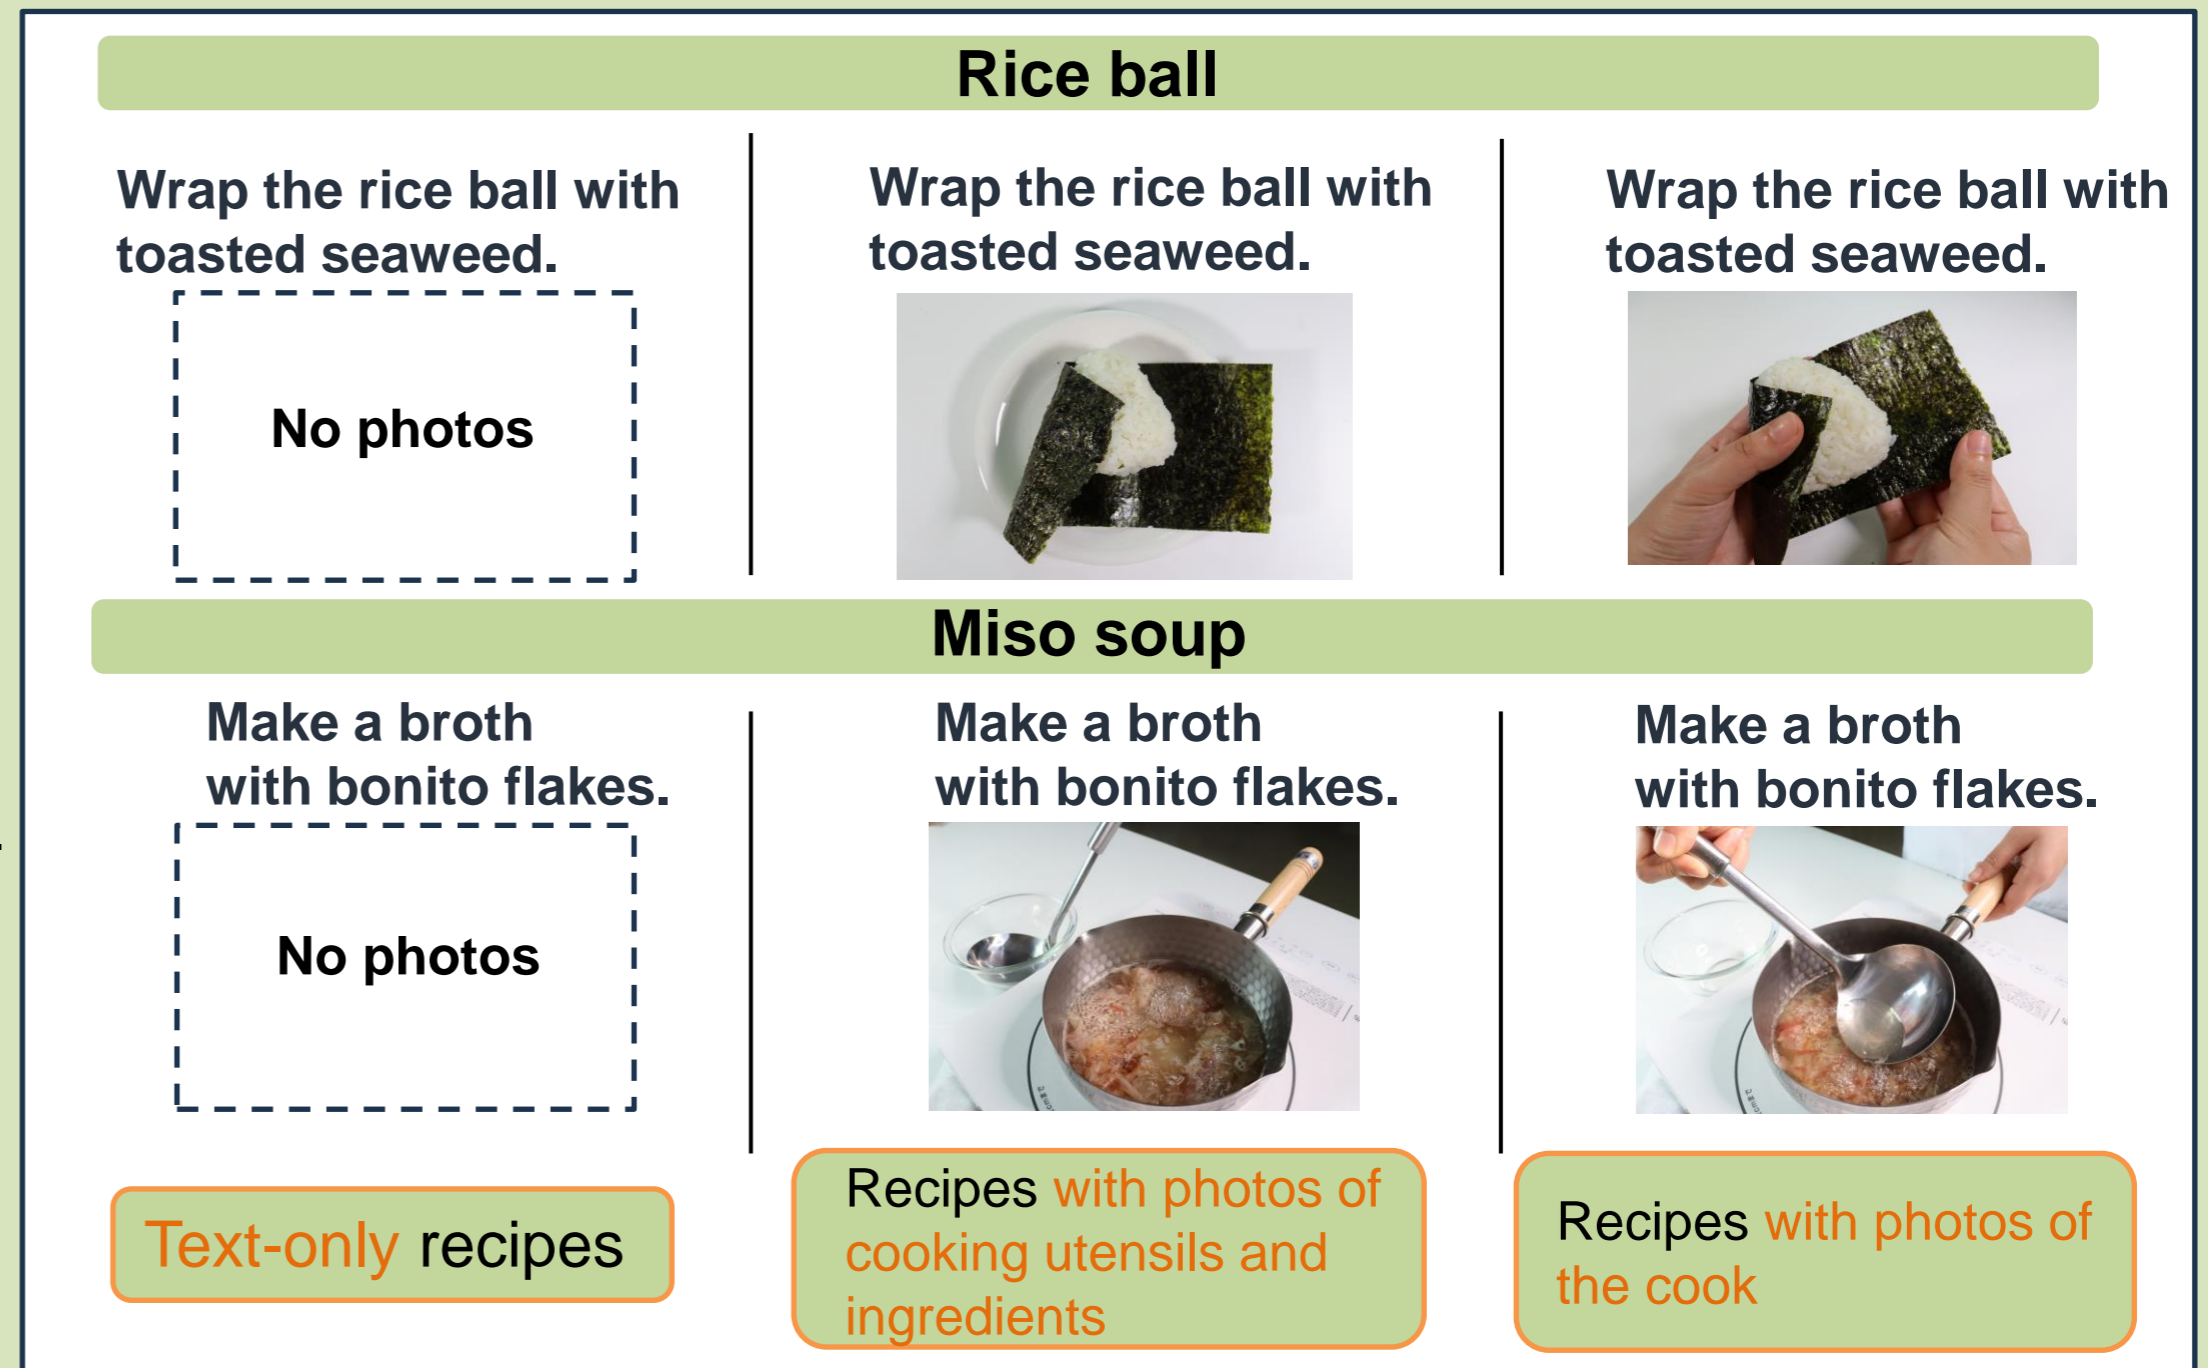 Rice ball
Wrap the rice ball with
toasted seaweed.
No photos
Wrap the rice ball with
toasted seaweed.
Wrap the rice ball with
toasted seaweed.
Miso soup
Make a broth
with bonito flakes.
No photos
Make a broth
with bonito flakes.
Make a broth
with bonito flakes.
Text-only recipes
Recipes with photos of
cooking utensils and
ingredients
Recipes with photos of
the cook